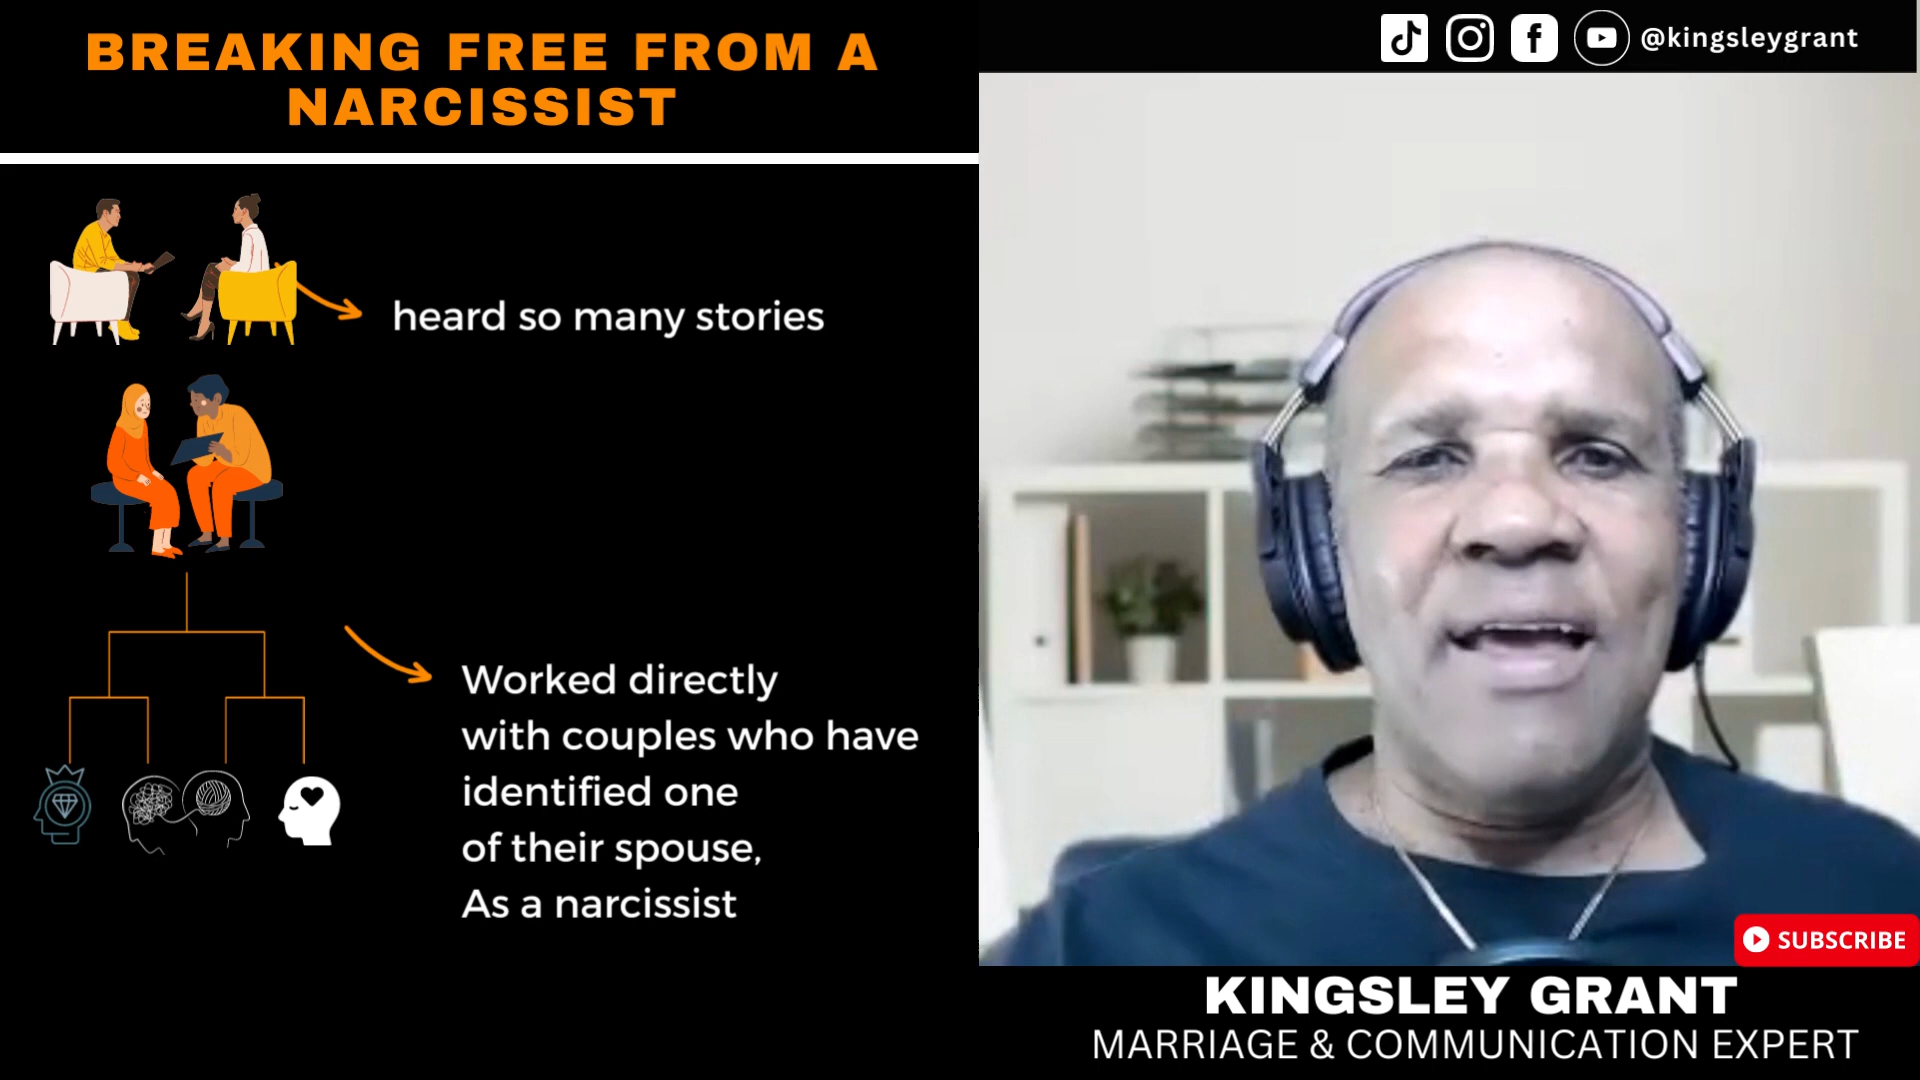 BREAKING FREE FROM A
NARCISSIST
heard so many stories
Worked directly
with couples who have
identified one
of their spouse,
As a narcissist
@kingsleygrant
SUBSCRIBE
KINGSLEY GRANT
MARRIAGE & COMMUNICATION EXPERT